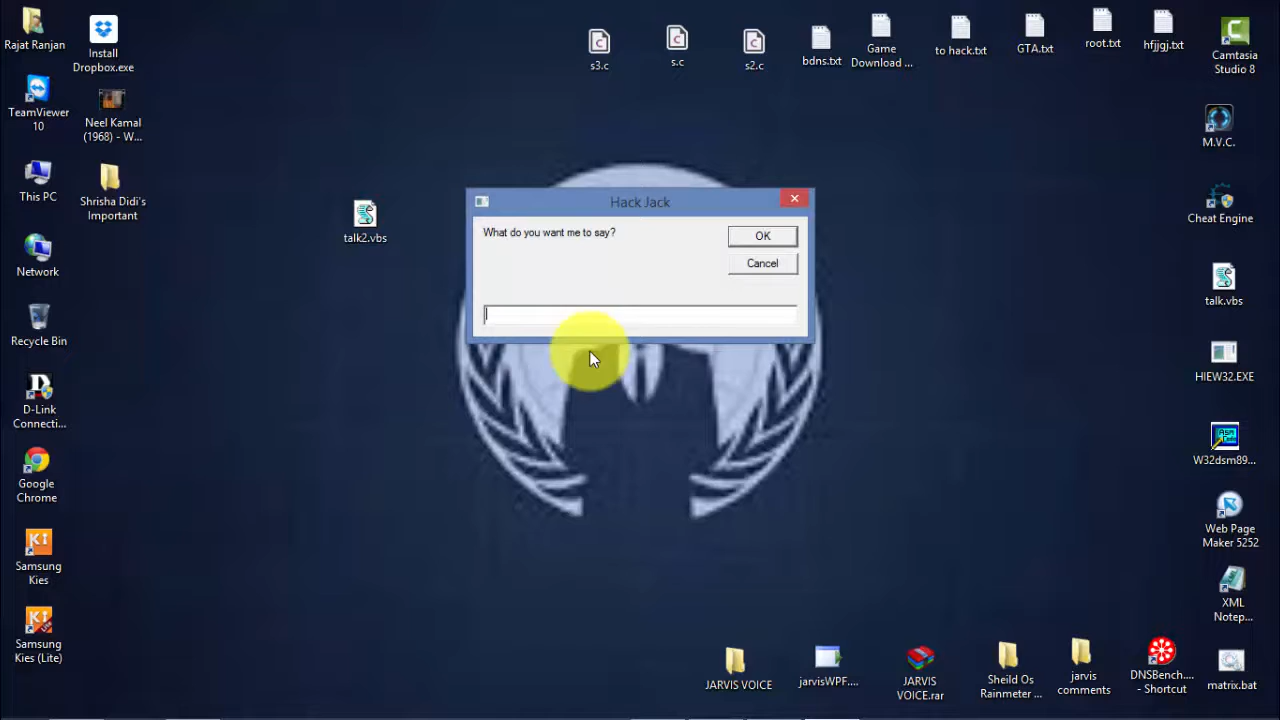 Rajat Ranjan
Install
Dropbox.exe
TeamViewer
10
Neel Kamal
(1968) - W...
This PC
Shrisha Didi's
Important
Network
Recycle Bin
D-Link
Connecti...
Google
Chrome
Samsung
Kies
Samsung
Kies (Lite)
talk2.vbs
s3.c
s.c
s2.c
bdns.txt
Game
Download ...
to hack.txt
GTA.txt
root.txt
hfjjgj.txt
Camtasia
Studio 8
M.V.C.
Cheat Engine
talk.vbs
HIEW32.EXE
W32dsm89...
Web Page
Maker 5252
XML
Notep...
matrix.bat
Hack Jack
What do you want me to say?
OK
Cancel
JARVIS VOICE
jarvisWPF....
JARVIS
VOICE.rar
Sheild Os
Rainmeter ...
jarvis
comments
DNSBench....
- Shortcut